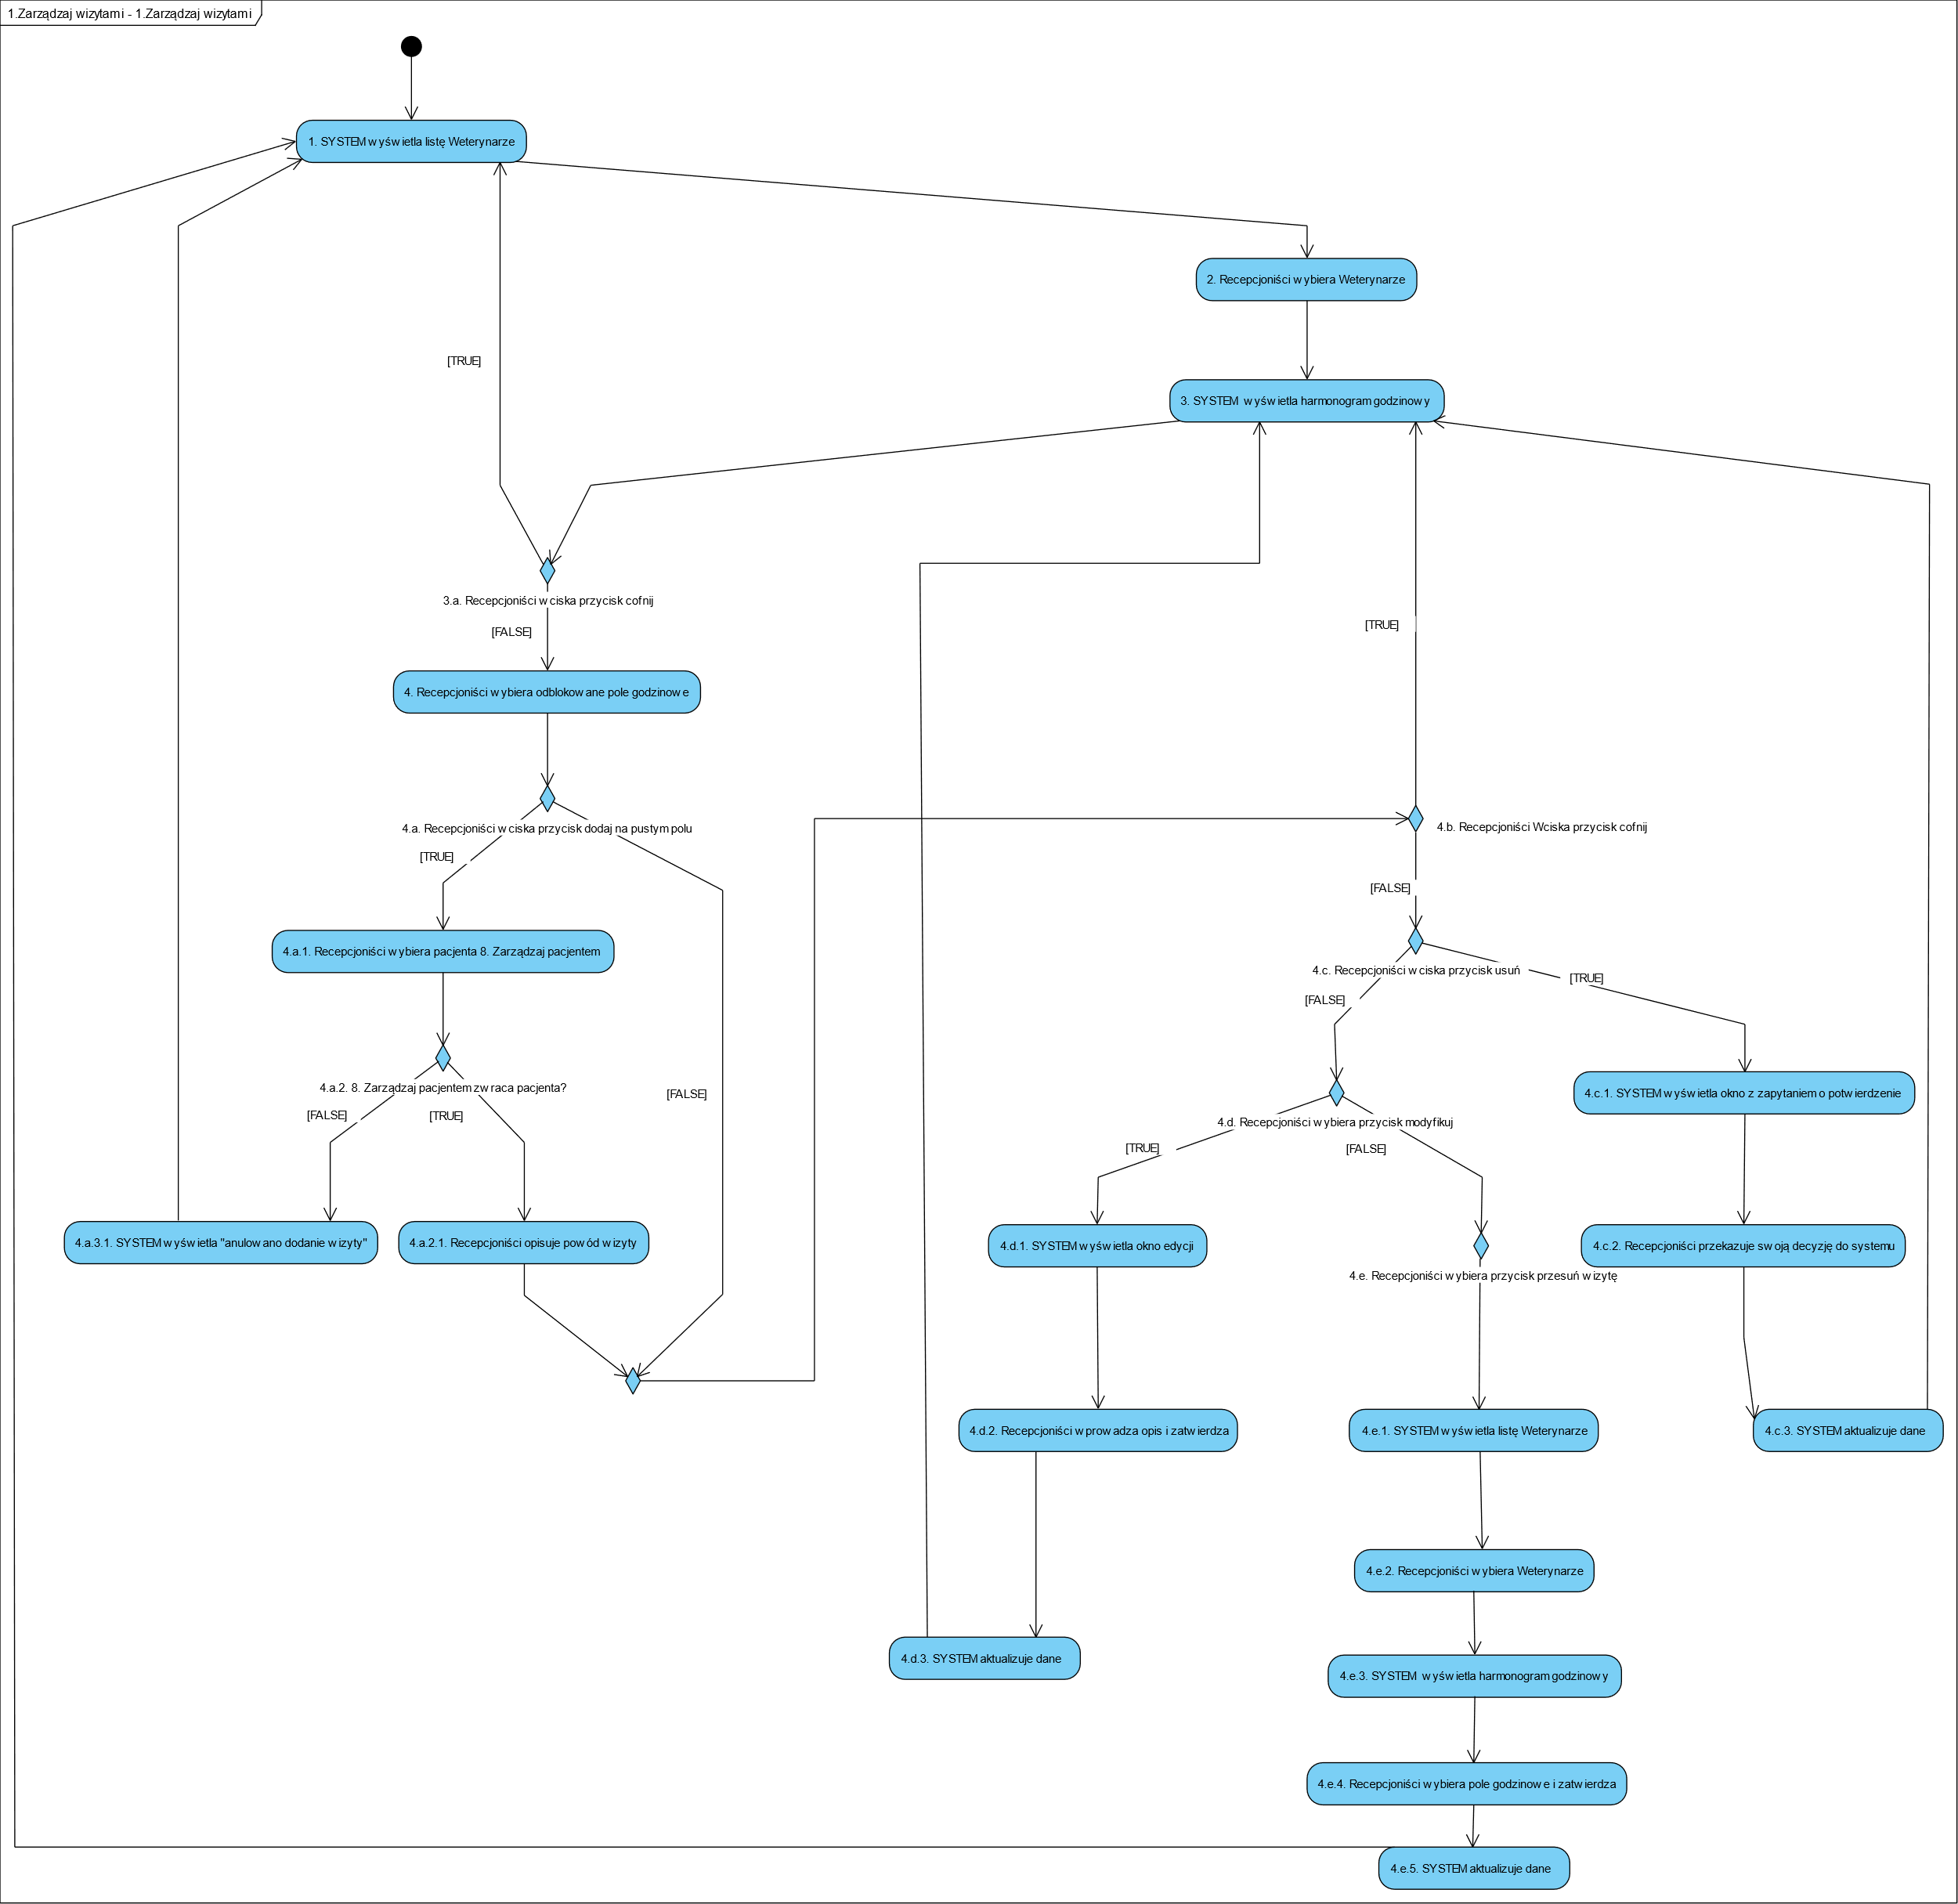 1.Zarządzaj wizytami - 1.Zarządzaj wizytami
1. SYSTEM wyświetla listę Weterynarze
2. Recepcjoniści wybiera Weterynarze
[TRUE]
3. SYSTEM wyświetla harmonogram godzinowy
3.a. Recepcjoniści wciska przycisk cofnij
[FALSE]
[TRUE]
4. Recepcjoniści wybiera odblokowane pole godzinowe
4.a. Recepcjoniści wciska przycisk dodaj na pustym polu
4.b. Recepcjoniści Wciska przycisk cofnij
[TRUE]
[FALSE]
4.a.1. Recepcjoniści wybiera pacjenta 8. Zarządzaj pacjentem
4.c. Recepcjoniści wciska przycisk usuń
[TRUE]
[FALSE]
4.a.2. 8. Zarządzaj pacjentem zwraca pacjenta?
[FALSE]
4.c.1. SYSTEM wyświetla okno z zapytaniem o potwierdzenie
[FALSE]
[TRUE]
4.d. Recepcjoniści wybiera przycisk modyfikuj
[TRUE]
[FALSE]
4.a.3.1. SYSTEM wyświetla "anulowano dodanie wizyty"
4.a.2.1. Recepcjoniści opisuje powód wizyty
4.d.1. SYSTEM wyświetla okno edycji
4.c.2. Recepcjoniści przekazuje swoją decyzję do systemu
4.e. Recepcjoniści wybiera przycisk przesuń wizytę
4.d.2. Recepcjoniści wprowadza opis i zatwierdza
4.e.1. SYSTEM wyświetla listę Weterynarze
4.c.3. SYSTEM aktualizuje dane
4.e.2. Recepcjoniści wybiera Weterynarze
4.d.3. SYSTEM aktualizuje dane
4.e.3. SYSTEM wyświetla harmonogram godzinowy
4.e.4. Recepcjoniści wybiera pole godzinowe i zatwierdza
4.e.5. SYSTEM aktualizuje dane